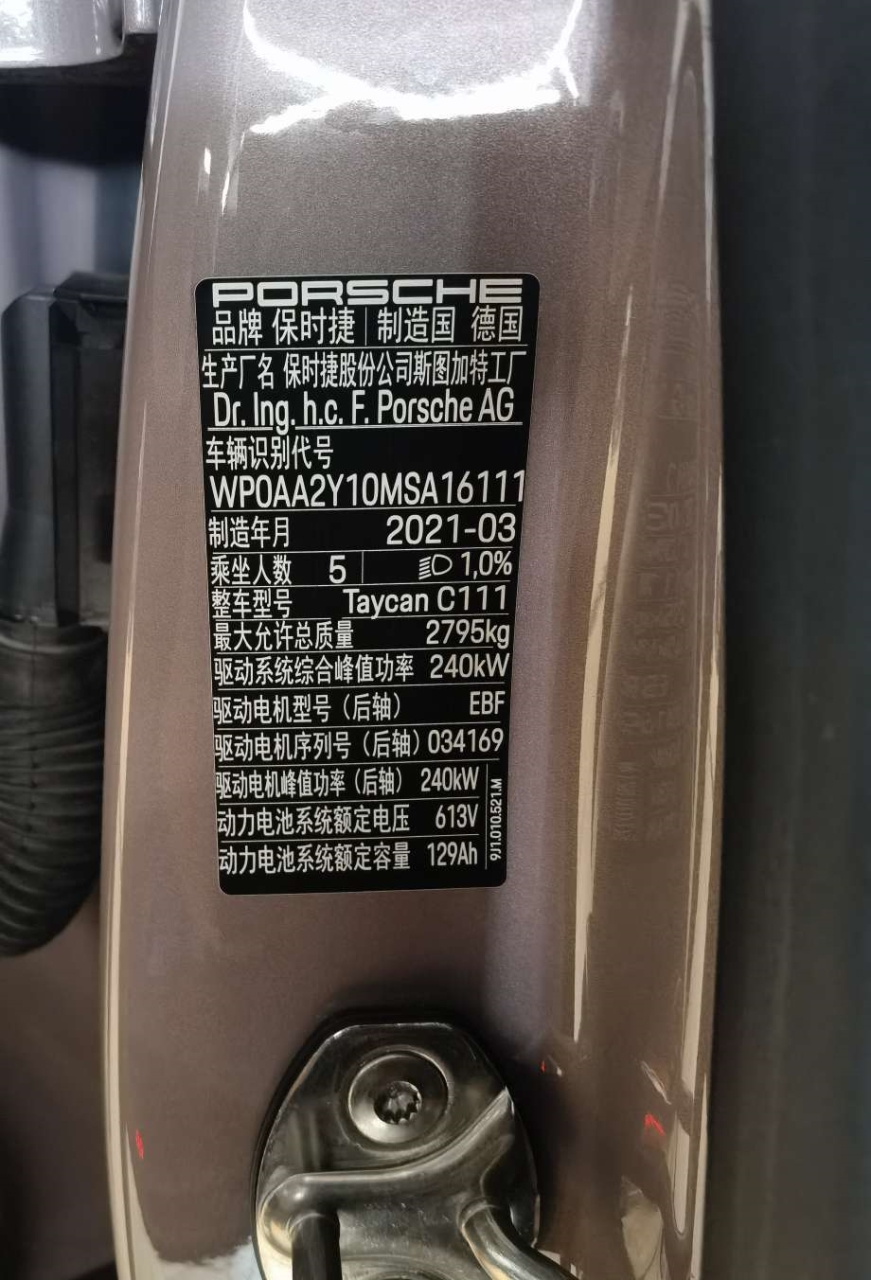 PORSCHE
品牌 保时捷 制造国 德国
生产厂名 保时捷股份公司斯图加特工厂
Dr. Ing. h.c. F. Porsche AG
车辆识别代号
WP0AA2Y10MSA16111
制造年月 2021-03
乘坐人数 5 1,0%
整车型号 Taycan C111
最大允许总质量 2795kg
驱动系统综合峰值功率 240kW
驱动电机型号（后轴） EBF
驱动电机序列号（后轴）034169
驱动电机峰值功率（后轴） 240kW
动力电池系统额定电压 613V
动力电池系统额定容量 129Ah
9J1.010.521.M